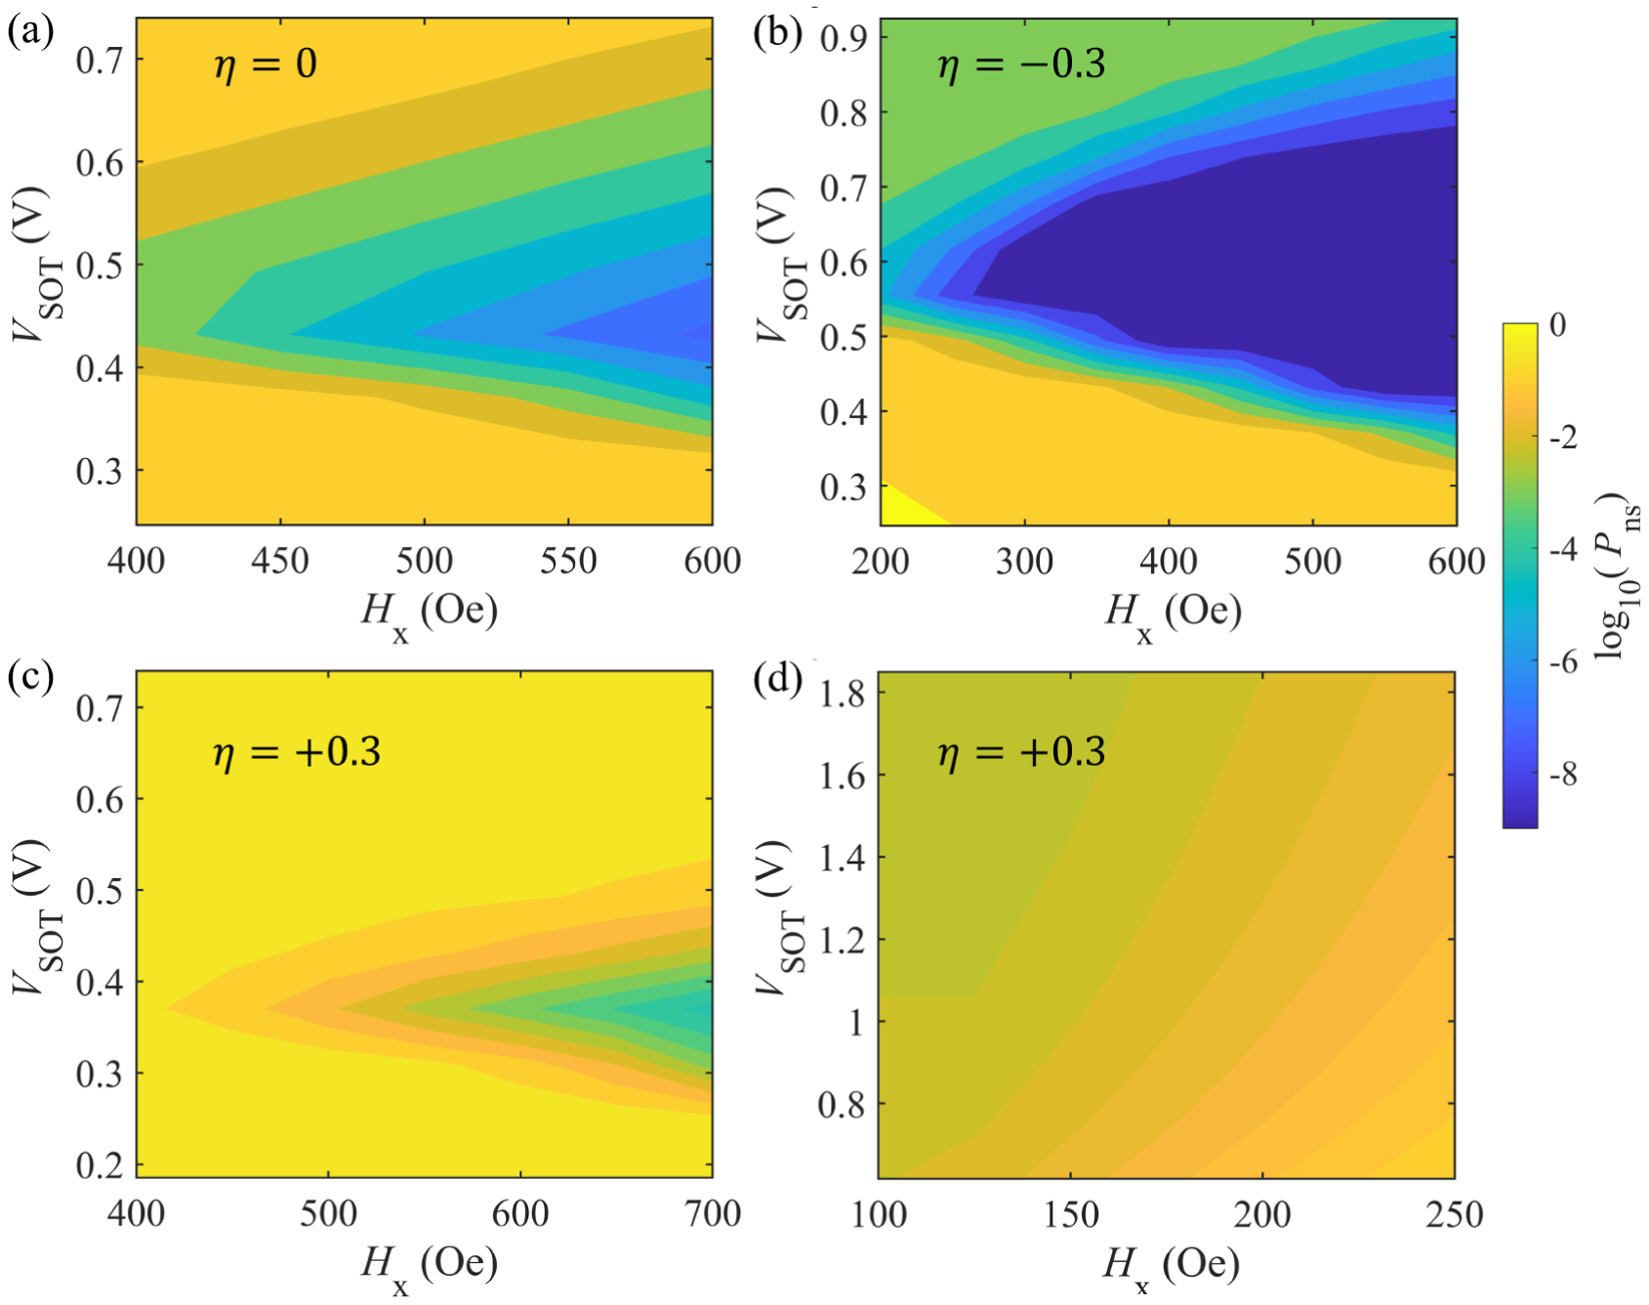 (a)
η = 0
0.7
0.6
0.5
0.4
0.3
V_SOT (V)
400 450 500 550 600
H_x (Oe)
(b)
η = −0.3
0.9
0.8
0.7
0.6
0.5
0.4
0.3
V_SOT (V)
200 300 400 500 600
H_x (Oe)
0
-2
-4
-6
-8
log_10(P_ns)
(c)
η = +0.3
0.7
0.6
0.5
0.4
0.3
0.2
V_SOT (V)
400 500 600 700
H_x (Oe)
(d)
η = +0.3
1.8
1.6
1.4
1.2
1
0.8
V_SOT (V)
100 150 200 250
H_x (Oe)